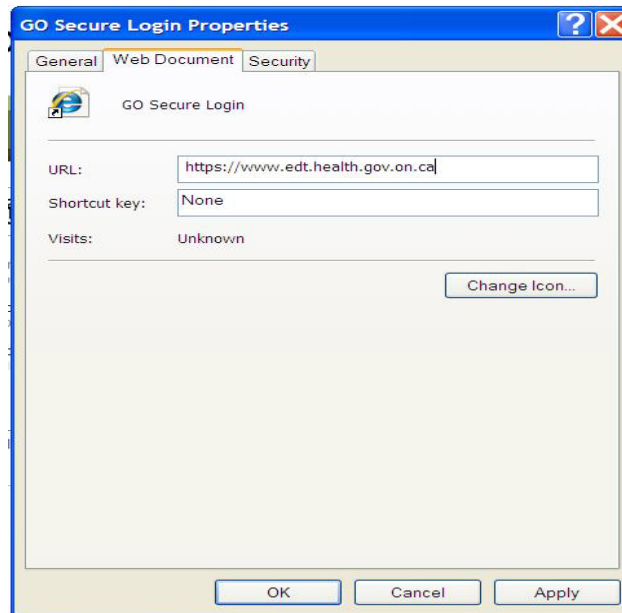 GO Secure Login Properties
General Web Document Security
GO Secure Login
URL: https://www.edt.health.gov.on.ca
Shortcut key: None
Visits: Unknown
Change Icon...
OK Cancel Apply